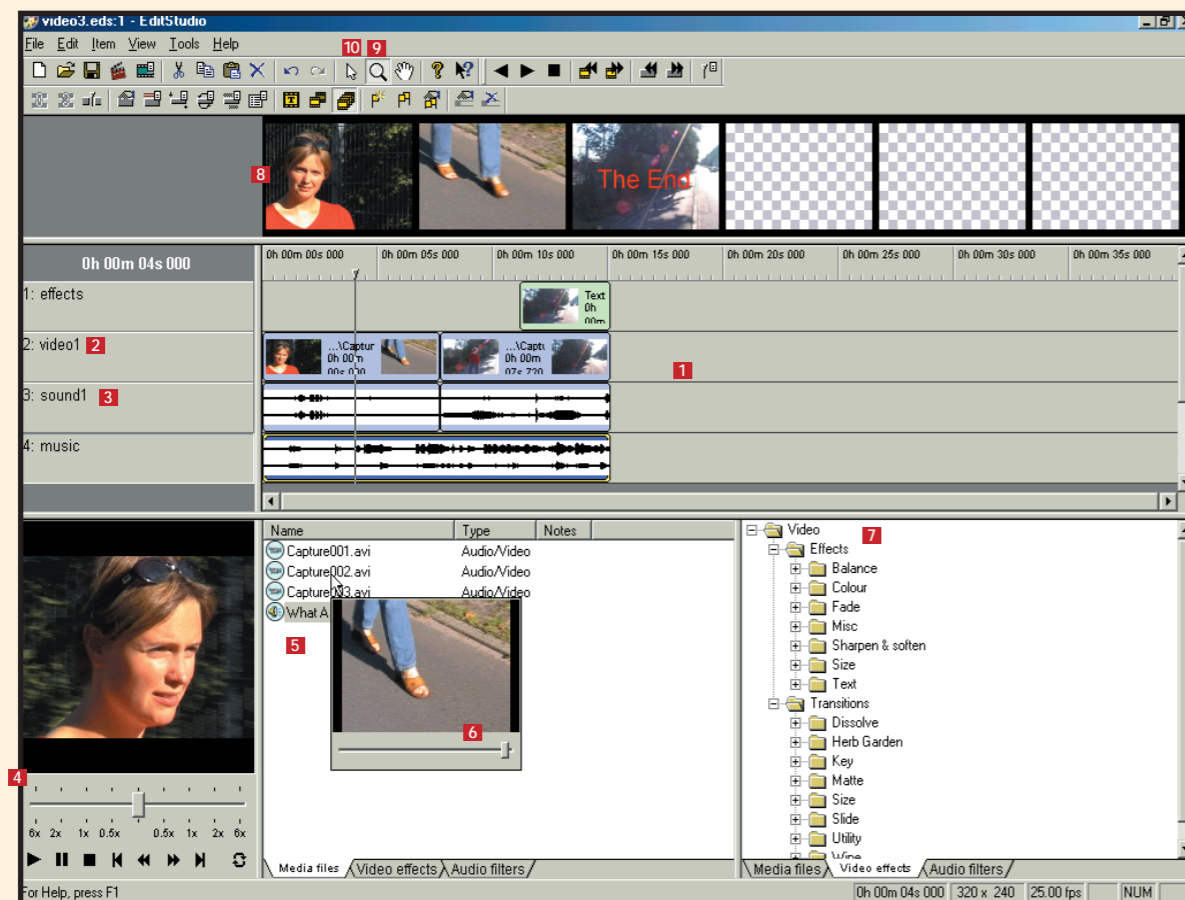 video3.eds:1 - EditStudio
File Edit Item View Tools Help
10 9
8
The End
0h 00m 04s 000
0h 00m 00s 000 0h 00m 05s 000 0h 00m 10s 000 0h 00m 15s 000 0h 00m 20s 000 0h 00m 25s 000 0h 00m 30s 000 0h 00m 35s 000
1: effects
Text
0h
00m
2: video1 2
...\Captur
0h 00m
00s 000
...\Captu
0h 00m
07s 720
1
3: sound1 3
4: music
Name Type Notes
Capture001.avi Audio/Video
Capture002.avi Audio/Video
Capture003.avi Audio/Video
What A
5
6
7
Video
Effects
Balance
Colour
Fade
Misc
Sharpen & soften
Size
Text
Transitions
Dissolve
Herb Garden
Key
Matte
Size
Slide
Utility
Wipe
4
6x 2x 1x 0.5x 0.5x 1x 2x 6x
Media files Video effects Audio filters
Media files Video effects Audio filters
For Help, press F1
0h 00m 04s 000 320 x 240 25.00 fps NUM